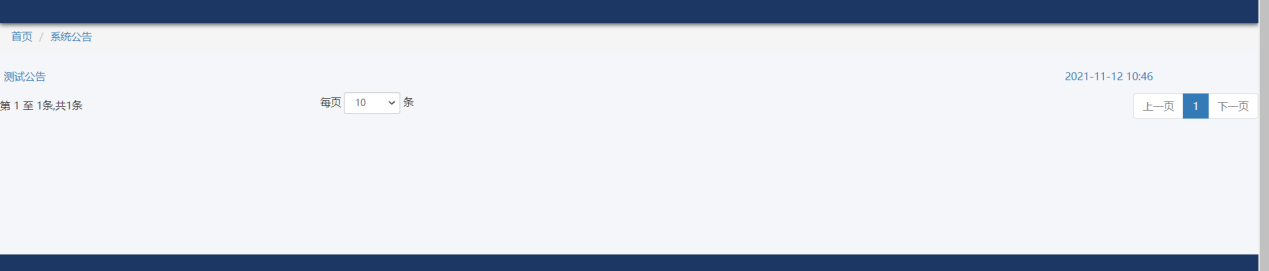 首页 / 系统公告
测试公告 2021-11-12 10:46
第 1 至 1条,共1条 每页 10 条 上一页 1 下一页